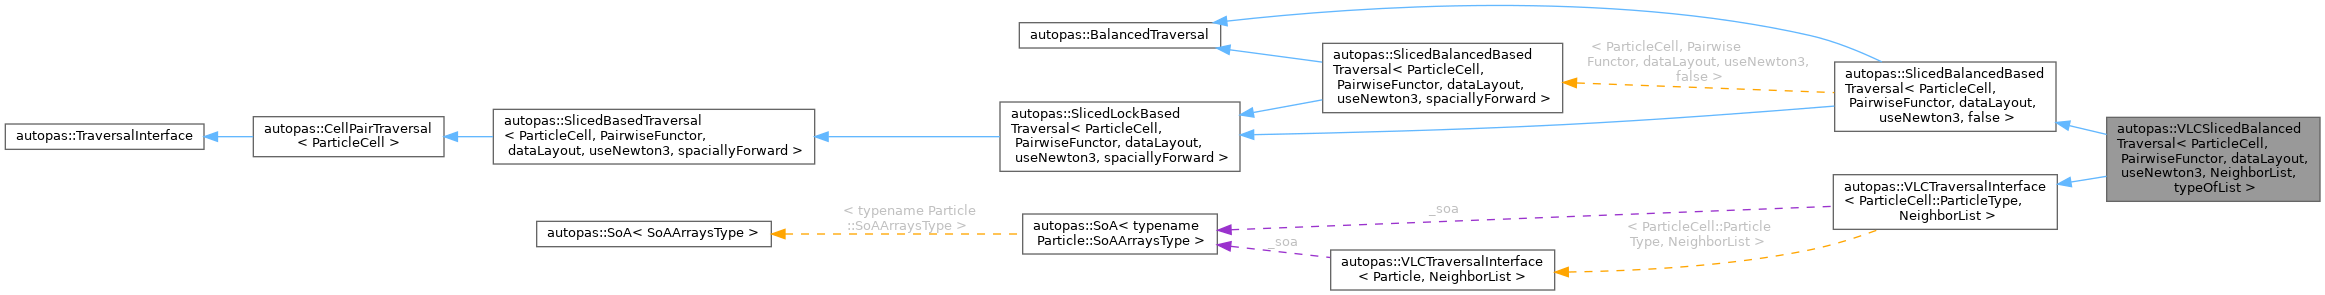 autopas::TraversalInterface
autopas::CellPairTraversal
< ParticleCell >
autopas::SlicedBasedTraversal
< ParticleCell, PairwiseFunctor,
dataLayout, useNewton3, spaciallyForward >
autopas::SoA< SoAArraysType >
< typename Particle
::SoAArraysType >
autopas::BalancedTraversal
autopas::SlicedLockBased
Traversal< ParticleCell,
PairwiseFunctor, dataLayout,
useNewton3, spaciallyForward >
autopas::SoA< typename
Particle::SoAArraysType >
_soa
_soa
autopas::SlicedBalancedBased
Traversal< ParticleCell,
PairwiseFunctor, dataLayout,
useNewton3, spaciallyForward >
autopas::VLCTraversalInterface
< Particle, NeighborList >
< ParticleCell, Pairwise
Functor, dataLayout, useNewton3,
false >
< ParticleCell::Particle
Type, NeighborList >
autopas::SlicedBalancedBased
Traversal< ParticleCell,
PairwiseFunctor, dataLayout,
useNewton3, false >
autopas::VLCTraversalInterface
< ParticleCell::ParticleType,
NeighborList >
autopas::VLCSlicedBalanced
Traversal< ParticleCell,
PairwiseFunctor, dataLayout,
useNewton3, NeighborList,
typeOfList >